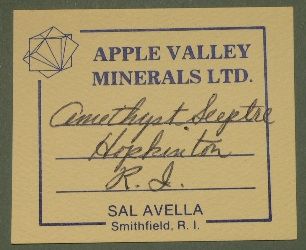 APPLE VALLEY
MINERALS LTD.
Amethyst Sceptre
Hopkinton
R. I.
SAL AVELLA
Smithfield, R. I.